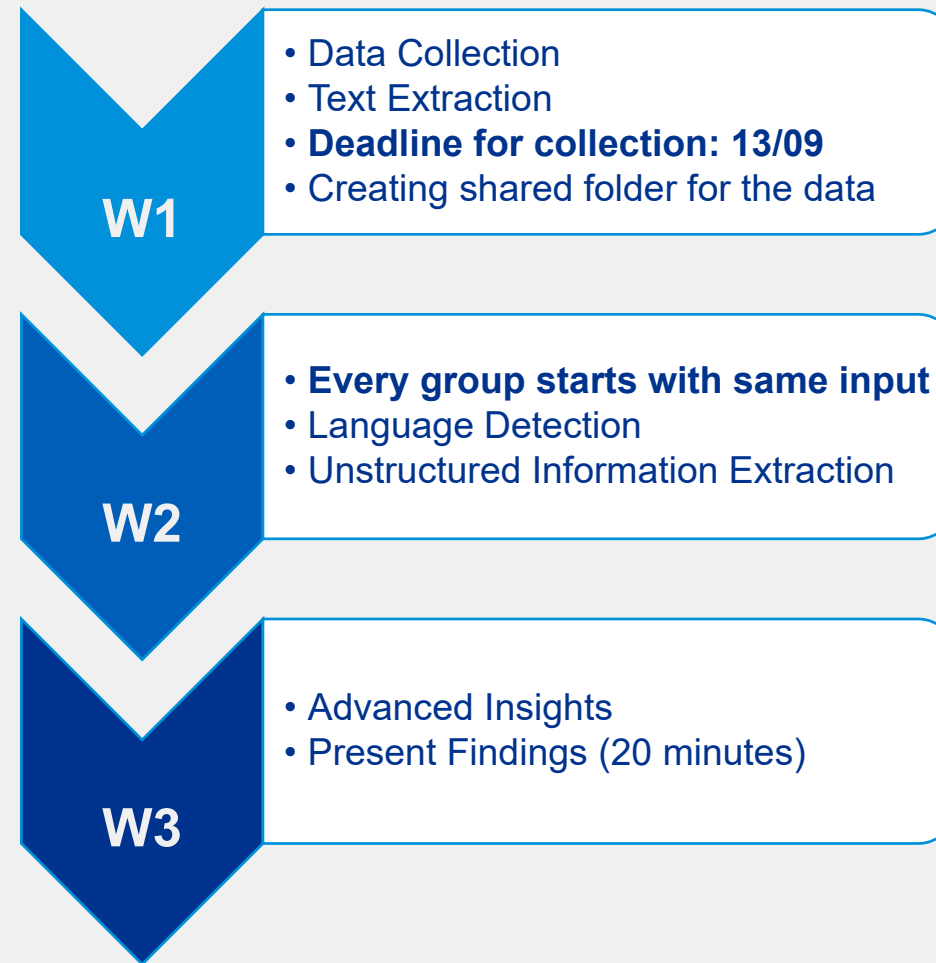 W1
• Data Collection
• Text Extraction
• Deadline for collection: 13/09
• Creating shared folder for the data
W2
• Every group starts with same input
• Language Detection
• Unstructured Information Extraction
W3
• Advanced Insights
• Present Findings (20 minutes)